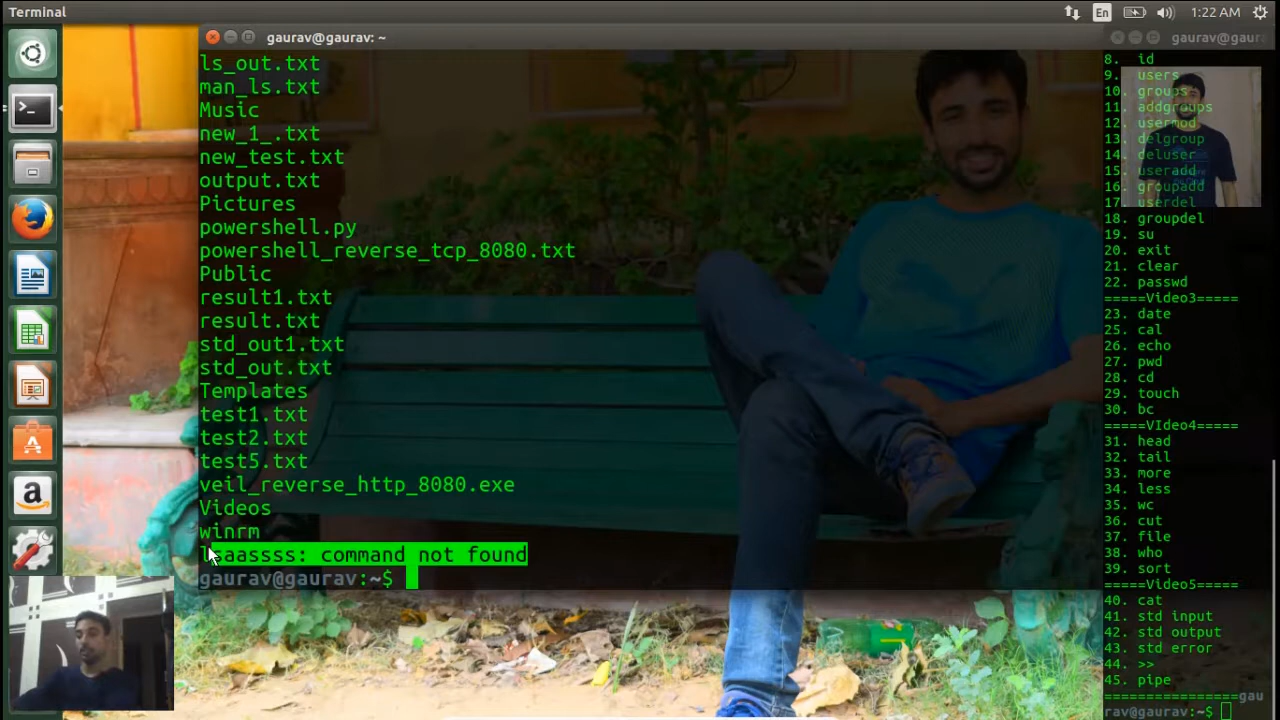 Terminal
En
1:22 AM
gaurav@gaurav: ~
ls_out.txt
man_ls.txt
Music
new_1_.txt
new_test.txt
output.txt
Pictures
powershell.py
powershell_reverse_tcp_8080.txt
Public
result1.txt
result.txt
std_out1.txt
std_out.txt
Templates
test1.txt
test2.txt
test5.txt
veil_reverse_http_8080.exe
Videos
winrm
command not found
gaurav@gaurav:~$
gaurav@gaura
8. id
9. users
10. groups
11. addgroups
12. usermod
13. delgroup
14. deluser
15. useradd
16. groupadd
17. userdel
18. groupdel
19. su
20. exit
21. clear
22. passwd
=====Video3=====
23. date
25. cal
26. echo
27. pwd
28. cd
29. touch
30. bc
=====VIdeo4=====
31. head
32. tail
33. more
34. less
35. wc
36. cut
37. file
38. who
39. sort
=====Video5=====
40. cat
41. std input
42. std output
43. std error
44. >>
45. pipe
================gau
rav@gaurav:~$